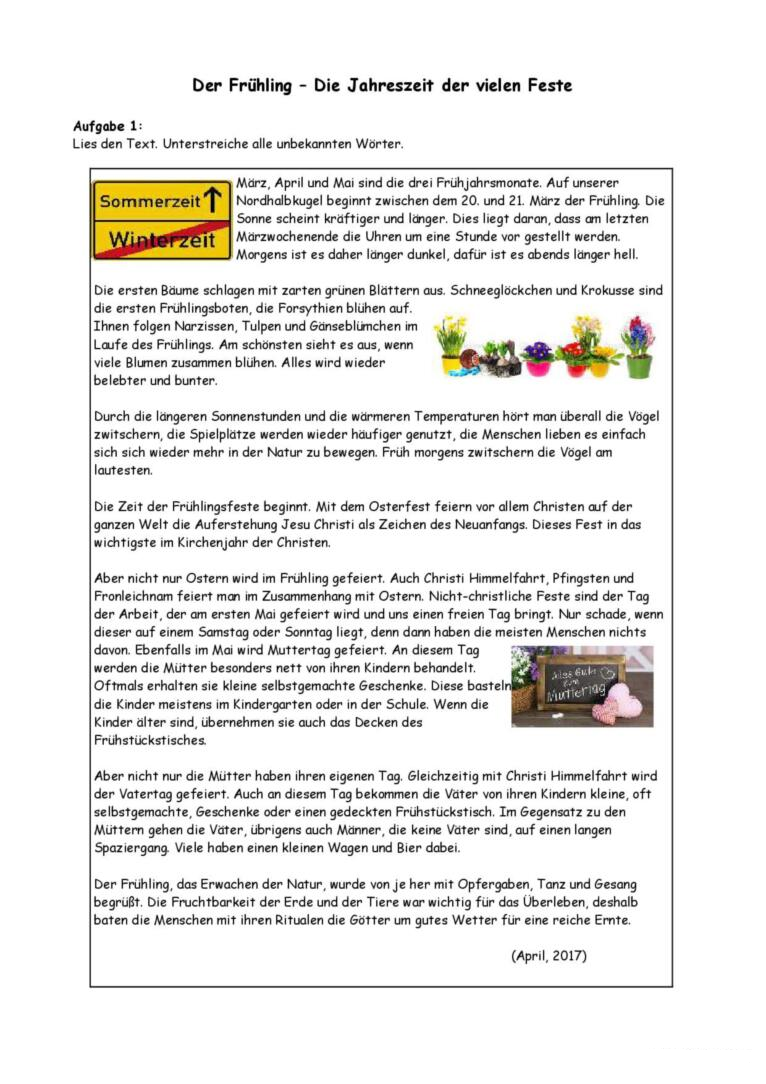 Der Frühling – Die Jahreszeit der vielen Feste
Aufgabe 1:
Lies den Text. Unterstreiche alle unbekannten Wörter.
Sommerzeit
Winterzeit
März, April und Mai sind die drei Frühjahrsmonate. Auf unserer
Nordhalbkugel beginnt zwischen dem 20. und 21. März der Frühling. Die
Sonne scheint kräftiger und länger. Dies liegt daran, dass am letzten
Märzwochenende die Uhren um eine Stunde vor gestellt werden.
Morgens ist es daher länger dunkel, dafür ist es abends länger hell.
Die ersten Bäume schlagen mit zarten grünen Blättern aus. Schneeglöckchen und Krokusse sind
die ersten Frühlingsboten, die Forsythien blühen auf.
Ihnen folgen Narzissen, Tulpen und Gänseblümchen im
Laufe des Frühlings. Am schönsten sieht es aus, wenn
viele Blumen zusammen blühen. Alles wird wieder
belebter und bunter.
Durch die längeren Sonnenstunden und die wärmeren Temperaturen hört man überall die Vögel
zwitschern, die Spielplätze werden wieder häufiger genutzt, die Menschen lieben es einfach
sich sich wieder mehr in der Natur zu bewegen. Früh morgens zwitschern die Vögel am
lautesten.
Die Zeit der Frühlingsfeste beginnt. Mit dem Osterfest feiern vor allem Christen auf der
ganzen Welt die Auferstehung Jesu Christi als Zeichen des Neuanfangs. Dieses Fest in das
wichtigste im Kirchenjahr der Christen.
Aber nicht nur Ostern wird im Frühling gefeiert. Auch Christi Himmelfahrt, Pfingsten und
Fronleichnam feiert man im Zusammenhang mit Ostern. Nicht-christliche Feste sind der Tag
der Arbeit, der am ersten Mai gefeiert wird und uns einen freien Tag bringt. Nur schade, wenn
dieser auf einem Samstag oder Sonntag liegt, denn dann haben die meisten Menschen nichts
davon. Ebenfalls im Mai wird Muttertag gefeiert. An diesem Tag
werden die Mütter besonders nett von ihren Kindern behandelt.
Oftmals erhalten sie kleine selbstgemachte Geschenke. Diese basteln
die Kinder meistens im Kindergarten oder in der Schule. Wenn die
Kinder älter sind, übernehmen sie auch das Decken des
Frühstückstisches.
Alles Gute
zum
Muttertag
Aber nicht nur die Mütter haben ihren eigenen Tag. Gleichzeitig mit Christi Himmelfahrt wird
der Vatertag gefeiert. Auch an diesem Tag bekommen die Väter von ihren Kindern kleine, oft
selbstgemachte, Geschenke oder einen gedeckten Frühstückstisch. Im Gegensatz zu den
Müttern gehen die Väter, übrigens auch Männer, die keine Väter sind, auf einen langen
Spaziergang. Viele haben einen kleinen Wagen und Bier dabei.
Der Frühling, das Erwachen der Natur, wurde von je her mit Opfergaben, Tanz und Gesang
begrüßt. Die Fruchtbarkeit der Erde und der Tiere war wichtig für das Überleben, deshalb
baten die Menschen mit ihren Ritualen die Götter um gutes Wetter für eine reiche Ernte.
(April, 2017)